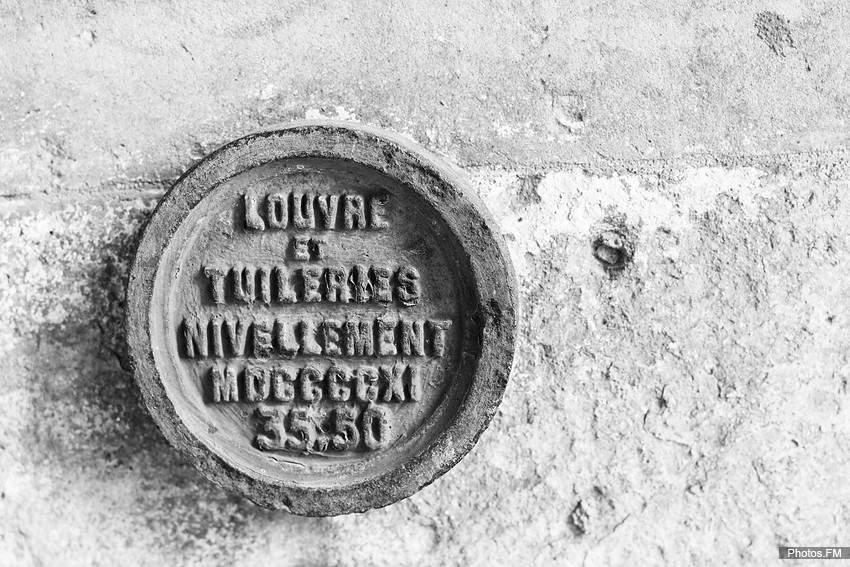 LOUVRE
ET
TUILERIES
NIVELLEMENT
MDCCCCXI
35.50
Photos.FM